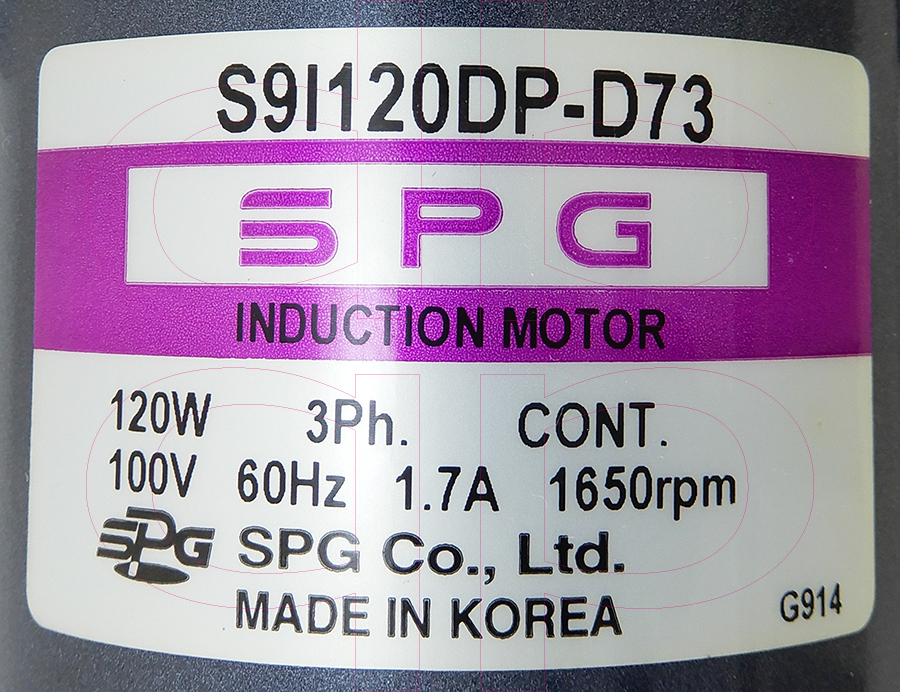 S9I120DP-D73
SPG
INDUCTION MOTOR
120W 3Ph. CONT.
100V 60Hz 1.7A 1650rpm
SPG SPG Co., Ltd.
MADE IN KOREA G914